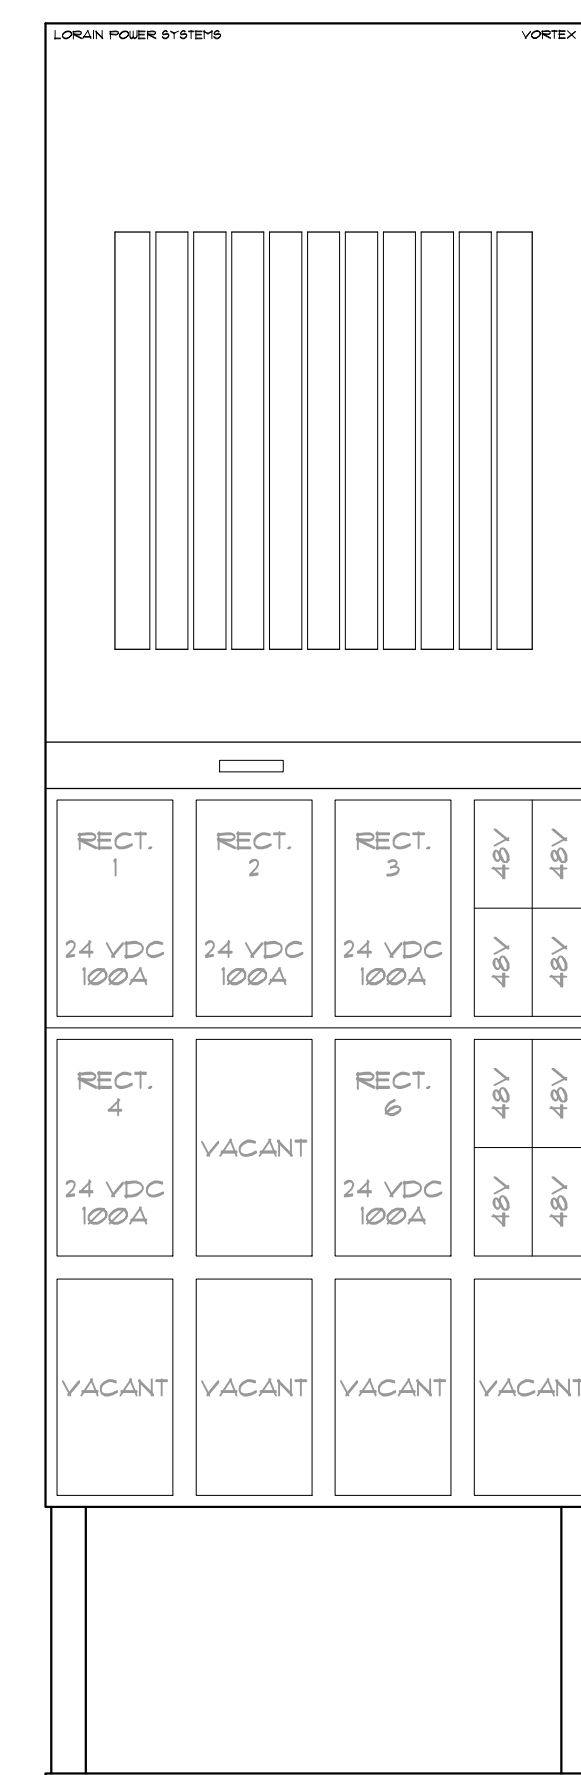 LORAIN POWER SYSTEMS
VORTEX
RECT.
1
24 VDC
100A
RECT.
2
24 VDC
100A
RECT.
3
24 VDC
100A
48V
48V
48V
48V
RECT.
4
24 VDC
100A
VACANT
RECT.
6
24 VDC
100A
48V
48V
48V
48V
VACANT
VACANT
VACANT
VACANT